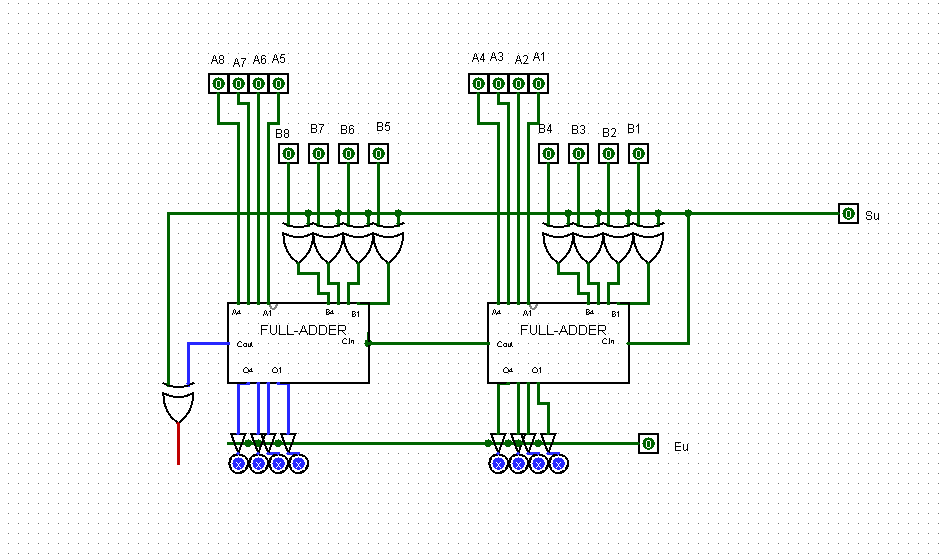 A8 A7 A6 A5 A4 A3 A2 A1
0 0 0 0 0 0 0 0
B8 B7 B6 B5 B4 B3 B2 B1
0 0 0 0 0 0 0 0
0 Su
A4 A1 B4 B1 A4 A1 B4 B1
FULL-ADDER FULL-ADDER
Cout Cin Cout Cin
O4 O1 O4 O1
0 Eu
x x x x x x x x